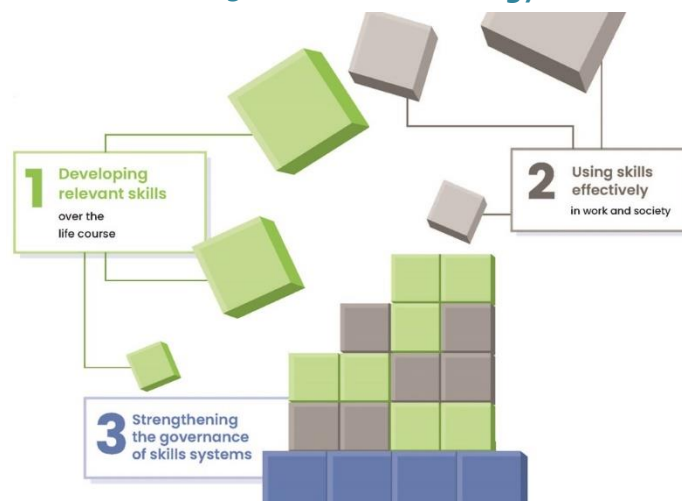 1
Developing
relevant skills
over the
life course
2
Using skills
effectively
in work and society
3
Strengthening
the governance
of skills systems